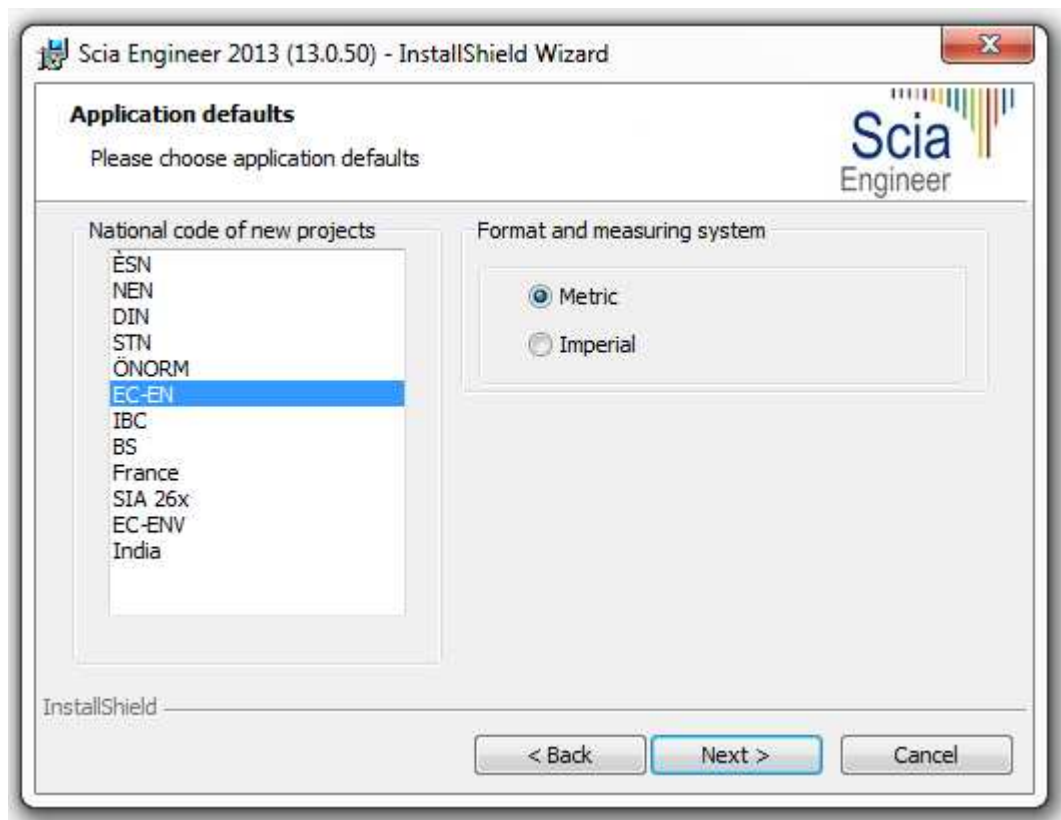 Scia Engineer 2013 (13.0.50) - InstallShield Wizard
Application defaults
Please choose application defaults
Scia
Engineer
National code of new projects
ÈSN
NEN
DIN
STN
ÖNORM
EC-EN
IBC
BS
France
SIA 26x
EC-ENV
India
Format and measuring system
Metric
Imperial
InstallShield
< Back
Next >
Cancel